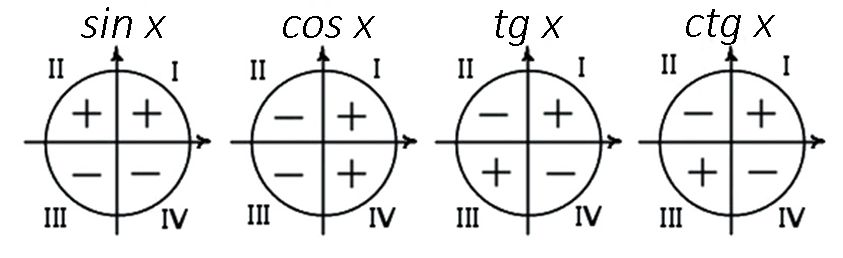 sin x cos x tg x ctg x
II I II I II I II I
+ + − + − + − +
− − − + + − + −
III IV III IV III IV III IV